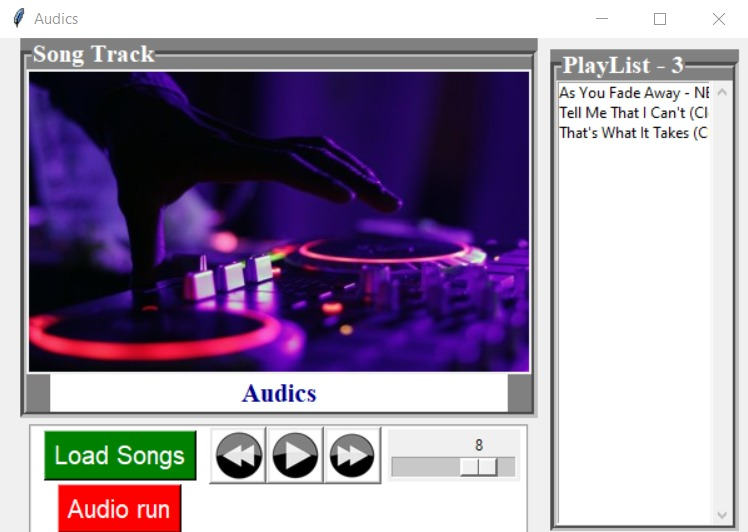 Audics
Song Track
PlayList - 3
As You Fade Away - NE
Tell Me That I Can't (Cl
That's What It Takes (C
Audics
Load Songs
8
Audio run